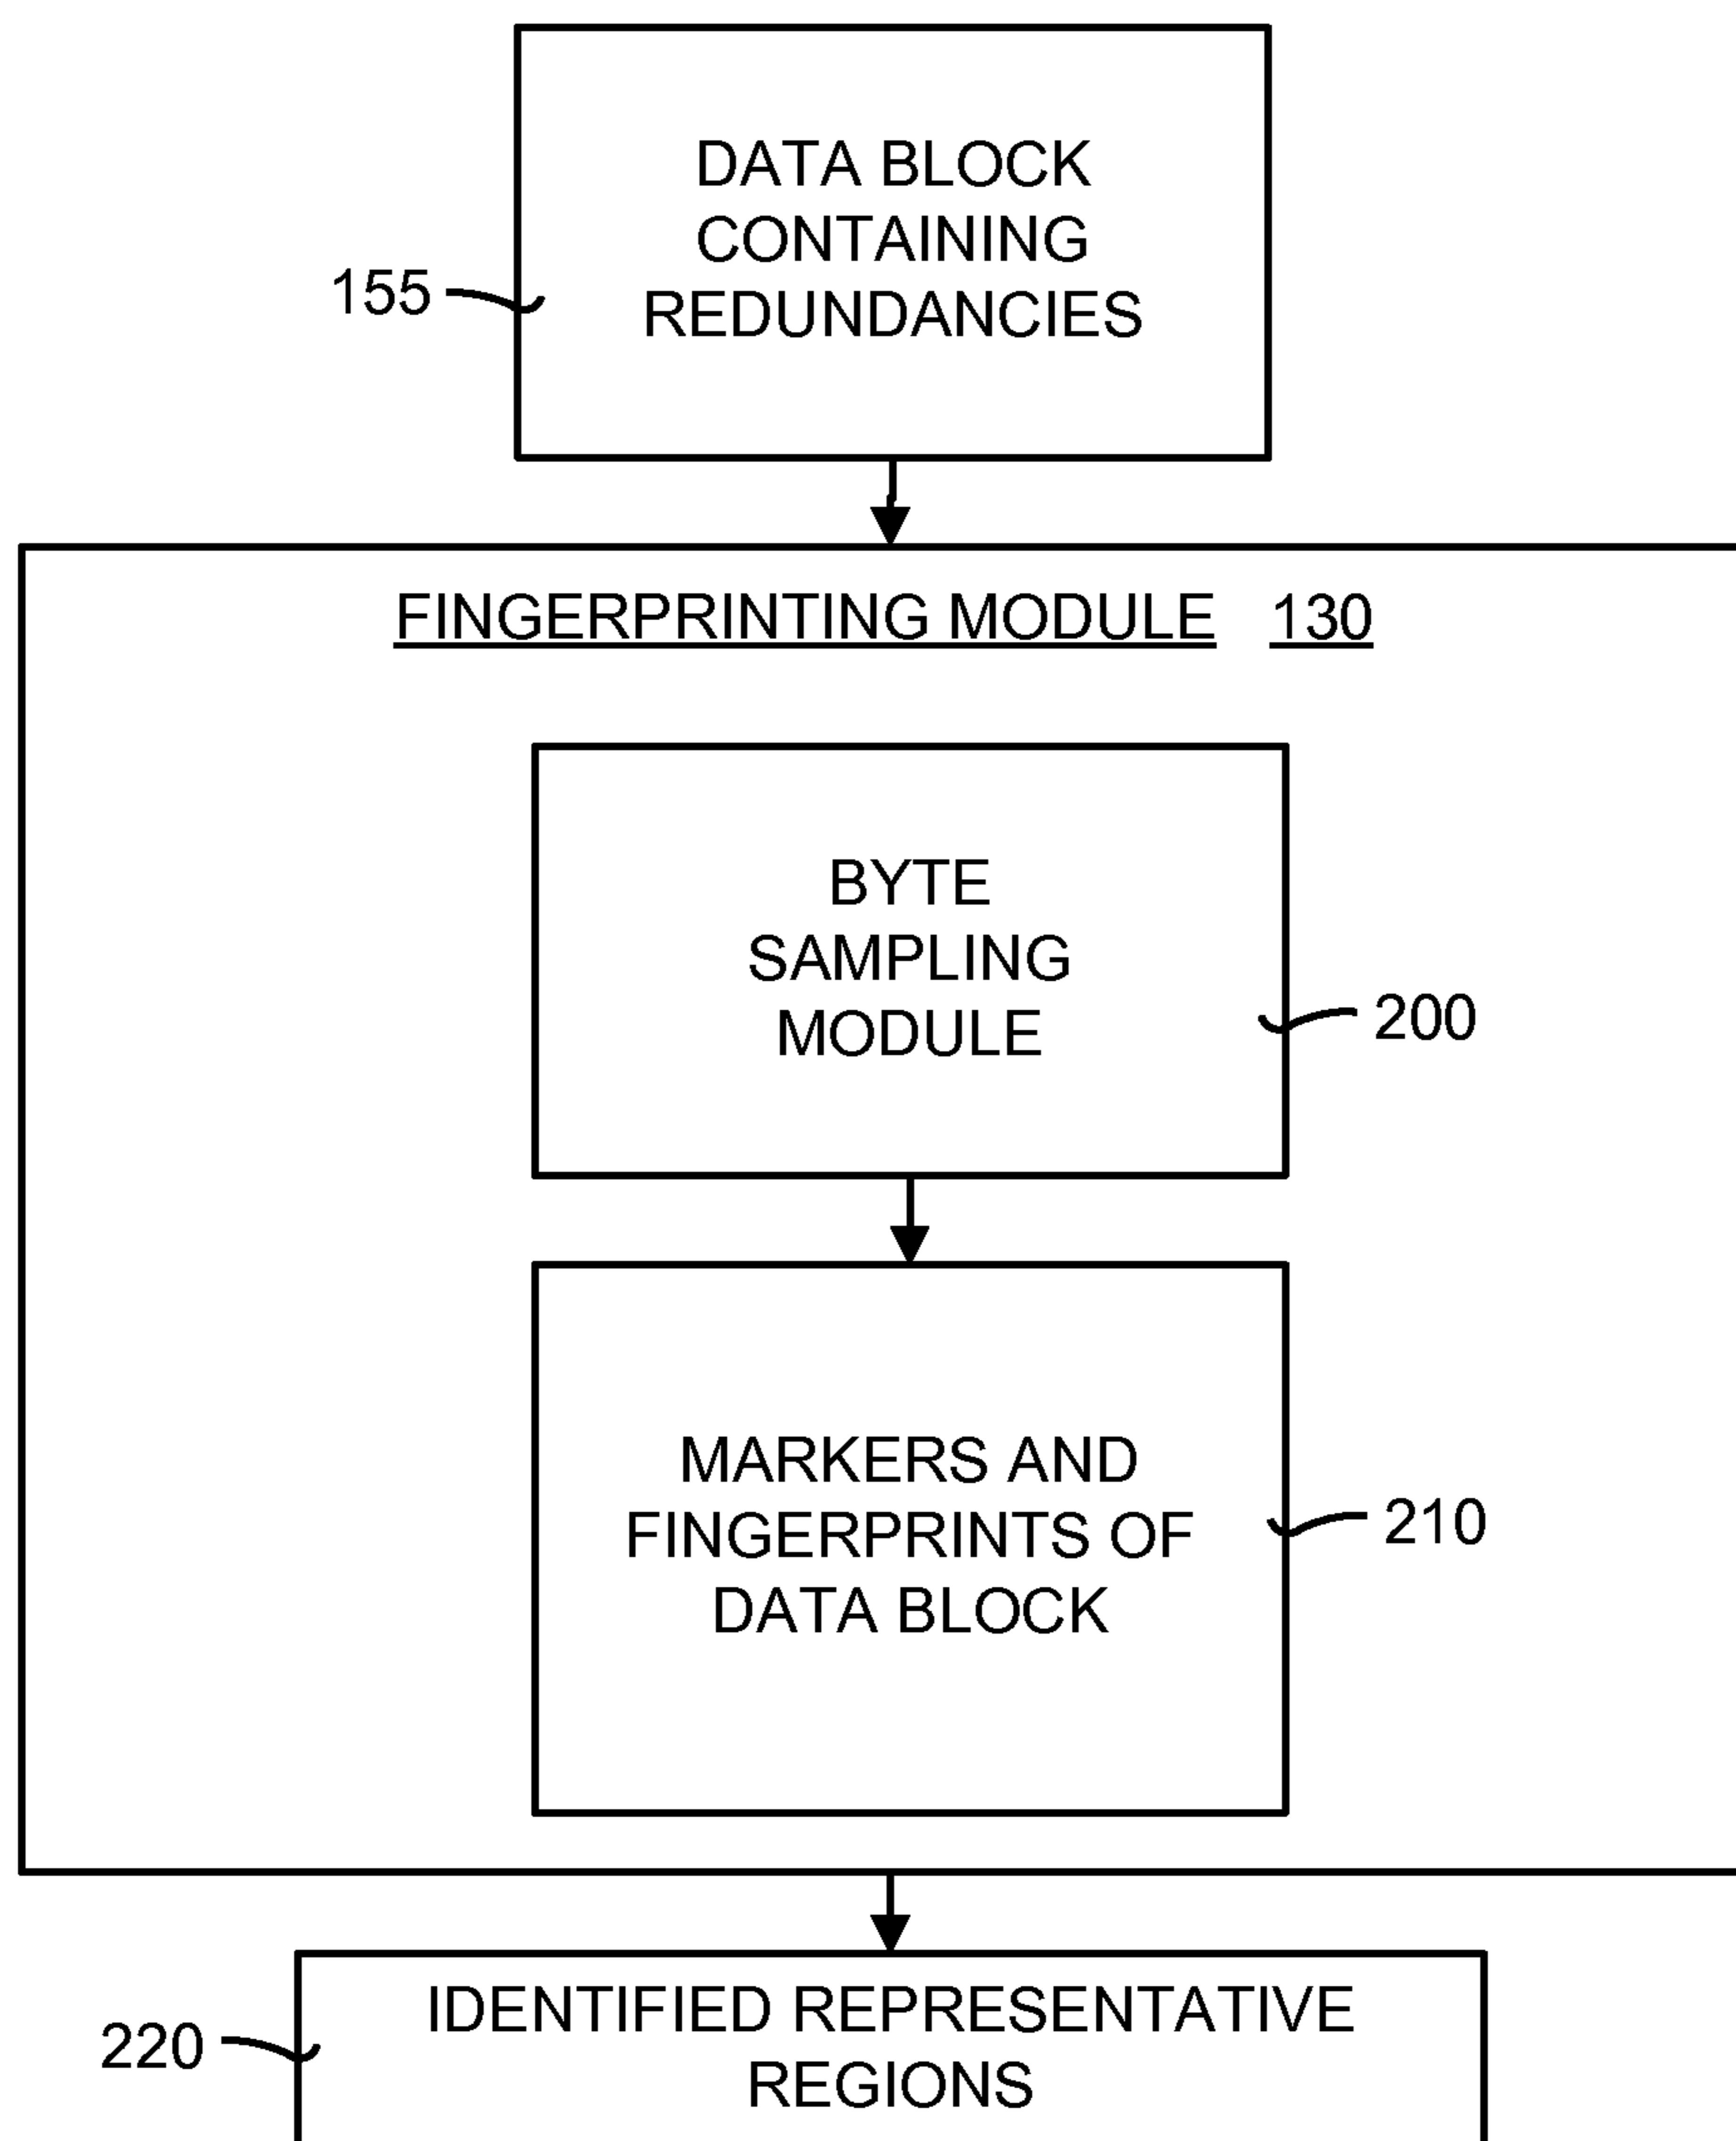 DATA BLOCK
CONTAINING
REDUNDANCIES
155
FINGERPRINTING MODULE 130
BYTE
SAMPLING
MODULE
200
MARKERS AND
FINGERPRINTS OF
DATA BLOCK
210
IDENTIFIED REPRESENTATIVE
REGIONS
220